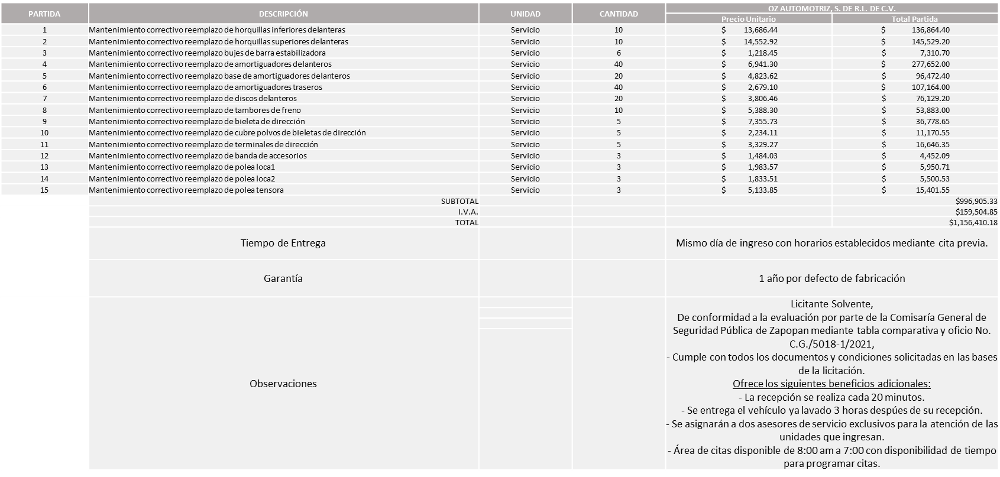 PARTIDA DESCRIPCIÓN UNIDAD CANTIDAD OZ AUTOMOTRIZ, S. DE R.L. DE C.V.
Precio Unitario Total Partida
1 Mantenimiento correctivo reemplazo de horquillas inferiores delanteras Servicio 10 $ 13,686.44 $ 136,864.40
2 Mantenimiento correctivo reemplazo de horquillas superiores delanteras Servicio 10 $ 14,552.92 $ 145,529.20
3 Mantenimiento correctivo reemplazo bujes de barra estabilizadora Servicio 6 $ 1,218.45 $ 7,310.70
4 Mantenimiento correctivo reemplazo de amortiguadores delanteros Servicio 40 $ 6,941.30 $ 277,652.00
5 Mantenimiento correctivo reemplazo base de amortiguadores delanteros Servicio 20 $ 4,823.62 $ 96,472.40
6 Mantenimiento correctivo reemplazo de amortiguadores traseros Servicio 40 $ 2,679.10 $ 107,164.00
7 Mantenimiento correctivo reemplazo de discos delanteros Servicio 20 $ 3,806.46 $ 76,129.20
8 Mantenimiento correctivo reemplazo de tambores de freno Servicio 10 $ 5,388.30 $ 53,883.00
9 Mantenimiento correctivo reemplazo de bieleta de dirección Servicio 5 $ 7,355.73 $ 36,778.65
10 Mantenimiento correctivo reemplazo de cubre polvos de bieletas de dirección Servicio 5 $ 2,234.11 $ 11,170.55
11 Mantenimiento correctivo reemplazo de terminales de dirección Servicio 5 $ 3,329.27 $ 16,646.35
12 Mantenimiento correctivo reemplazo de banda de accesorios Servicio 3 $ 1,484.03 $ 4,452.09
13 Mantenimiento correctivo reemplazo de polea loca1 Servicio 3 $ 1,983.57 $ 5,950.71
14 Mantenimiento correctivo reemplazo de polea loca2 Servicio 3 $ 1,833.51 $ 5,500.53
15 Mantenimiento correctivo reemplazo de polea tensora Servicio 3 $ 5,133.85 $ 15,401.55
SUBTOTAL $996,905.33
I.V.A. $159,504.85
TOTAL $1,156,410.18
Tiempo de Entrega Mismo día de ingreso con horarios establecidos mediante cita previa.
Garantía 1 año por defecto de fabricación
Observaciones
Licitante Solvente,
De conformidad a la evaluación por parte de la Comisaría General de
Seguridad Pública de Zapopan mediante tabla comparativa y oficio No.
C.G./5018-1/2021,
- Cumple con todos los documentos y condiciones solicitadas en las bases
de la licitación.
Ofrece los siguientes beneficios adicionales:
- La recepción se realiza cada 20 minutos.
- Se entrega el vehículo ya lavado 3 horas despúes de su recepción.
- Se asignarán a dos asesores de servicio exclusivos para la atención de las
unidades que ingresan.
- Área de citas disponible de 8:00 am a 7:00 con disponibilidad de tiempo
para programar citas.